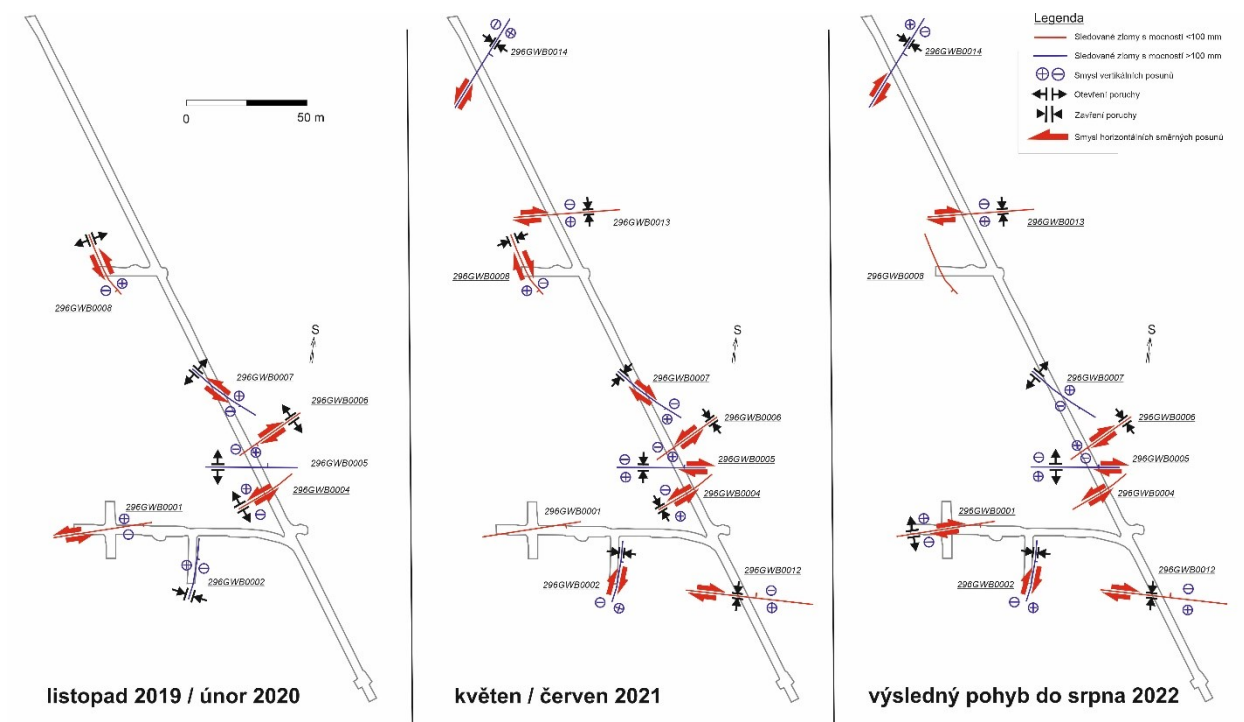 296GWB0014
0
50 m
296GWB0008
S
296GWB0007
296GWB0006
296GWB0005
296GWB0004
296GWB0001
296GWB0002
listopad 2019 / únor 2020
296GWB0014
296GWB0013
296GWB0008
S
296GWB0007
296GWB0006
296GWB0005
296GWB0004
296GWB0001
296GWB0012
296GWB0002
květen / červen 2021
Legenda
Sledované zlomy s mocností <100 mm
Sledované zlomy s mocností >100 mm
Smysl vertikálních posunů
Otevření poruchy
Zavření poruchy
Smysl horizontálních směrných posunů
296GWB0013
296GWB0008
S
296GWB0007
296GWB0006
296GWB0005
296GWB0004
296GWB0001
296GWB0012
296GWB0002
výsledný pohyb do srpna 2022